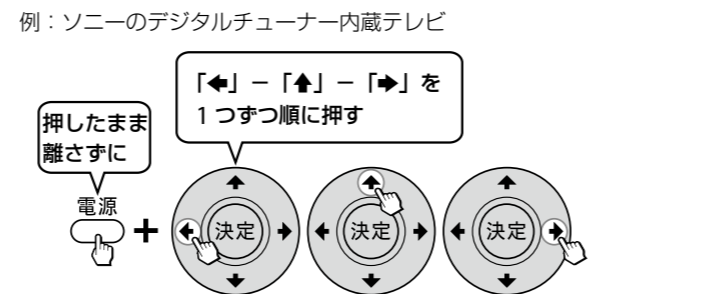 例：ソニーのデジタルチューナー内蔵テレビ
「←」－「↑」－「→」を
1 つずつ順に押す
押したまま
離さずに
電源
+
決定
決定
決定